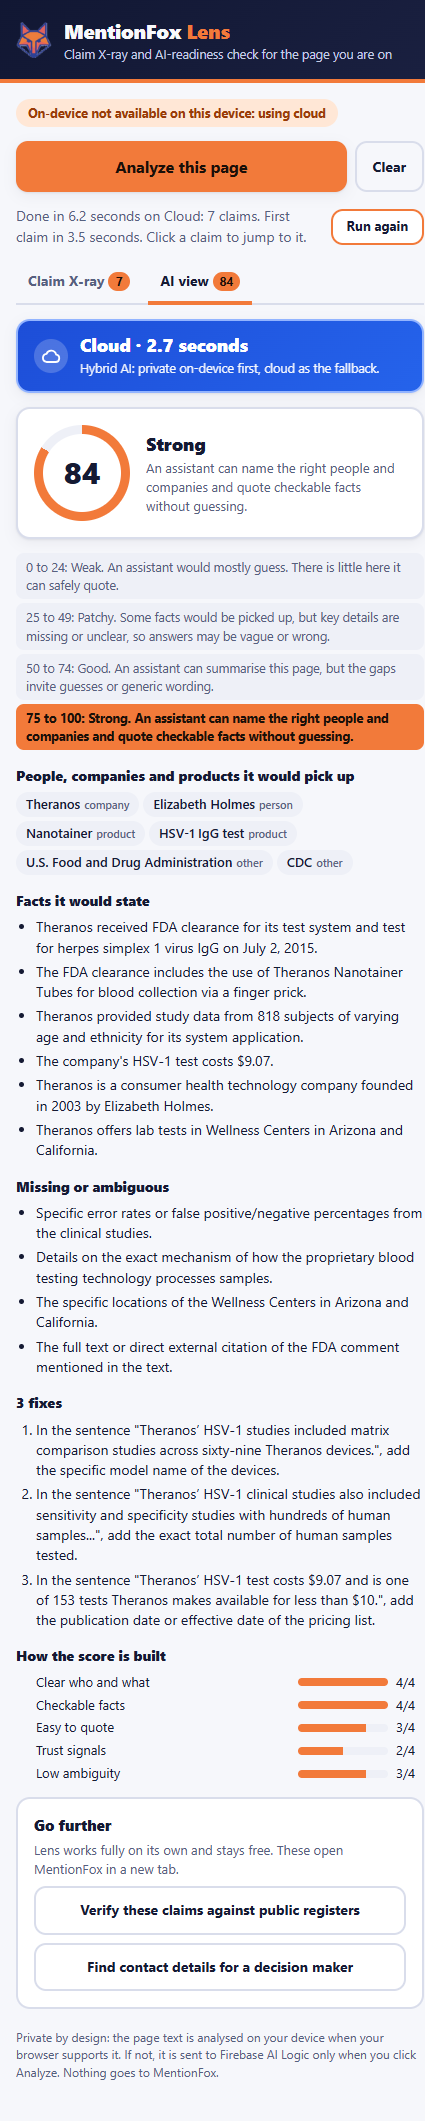 MentionFox Lens
Claim X-ray and AI-readiness check for the page you are on
On-device not available on this device: using cloud
Analyze this page
Clear
Done in 6.2 seconds on Cloud: 7 claims. First
claim in 3.5 seconds. Click a claim to jump to it.
Run again
Claim X-ray 7
AI view 84
Cloud · 2.7 seconds
Hybrid AI: private on-device first, cloud as the fallback.
84
Strong
An assistant can name the right people and
companies and quote checkable facts
without guessing.
0 to 24: Weak. An assistant would mostly guess. There is little here it
can safely quote.
25 to 49: Patchy. Some facts would be picked up, but key details are
missing or unclear, so answers may be vague or wrong.
50 to 74: Good. An assistant can summarise this page, but the gaps
invite guesses or generic wording.
75 to 100: Strong. An assistant can name the right people and
companies and quote checkable facts without guessing.
People, companies and products it would pick up
Theranos company
Elizabeth Holmes person
Nanotainer product
HSV-1 IgG test product
U.S. Food and Drug Administration other
CDC other
Facts it would state
• Theranos received FDA clearance for its test system and test
for herpes simplex 1 virus IgG on July 2, 2015.
• The FDA clearance includes the use of Theranos Nanotainer
Tubes for blood collection via a finger prick.
• Theranos provided study data from 818 subjects of varying
age and ethnicity for its system application.
• The company's HSV-1 test costs $9.07.
• Theranos is a consumer health technology company founded
in 2003 by Elizabeth Holmes.
• Theranos offers lab tests in Wellness Centers in Arizona and
California.
Missing or ambiguous
• Specific error rates or false positive/negative percentages from
the clinical studies.
• Details on the exact mechanism of how the proprietary blood
testing technology processes samples.
• The specific locations of the Wellness Centers in Arizona and
California.
• The full text or direct external citation of the FDA comment
mentioned in the text.
3 fixes
1. In the sentence "Theranos’ HSV-1 studies included matrix
comparison studies across sixty-nine Theranos devices.", add
the specific model name of the devices.
2. In the sentence "Theranos’ HSV-1 clinical studies also included
sensitivity and specificity studies with hundreds of human
samples...", add the exact total number of human samples
tested.
3. In the sentence "Theranos’ HSV-1 test costs $9.07 and is one
of 153 tests Theranos makes available for less than $10.", add
the publication date or effective date of the pricing list.
How the score is built
Clear who and what 4/4
Checkable facts 4/4
Easy to quote 3/4
Trust signals 2/4
Low ambiguity 3/4
Go further
Lens works fully on its own and stays free. These open
MentionFox in a new tab.
Verify these claims against public registers
Find contact details for a decision maker
Private by design: the page text is analysed on your device when your
browser supports it. If not, it is sent to Firebase AI Logic only when you click
Analyze. Nothing goes to MentionFox.